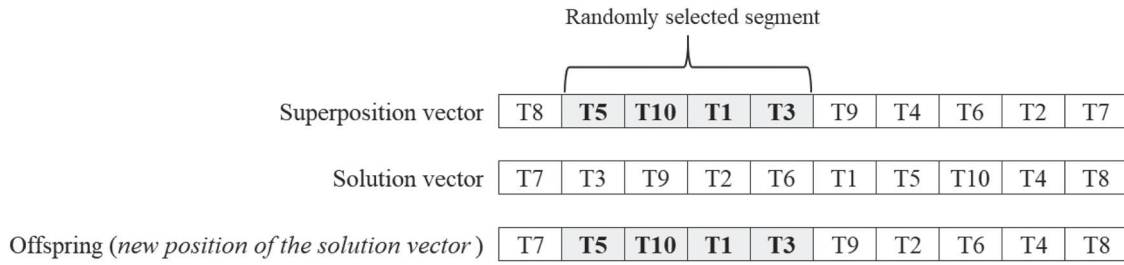 Randomly selected segment
Superposition vector T8 T5 T10 T1 T3 T9 T4 T6 T2 T7
Solution vector T7 T3 T9 T2 T6 T1 T5 T10 T4 T8
Offspring (new position of the solution vector) T7 T5 T10 T1 T3 T9 T2 T6 T4 T8